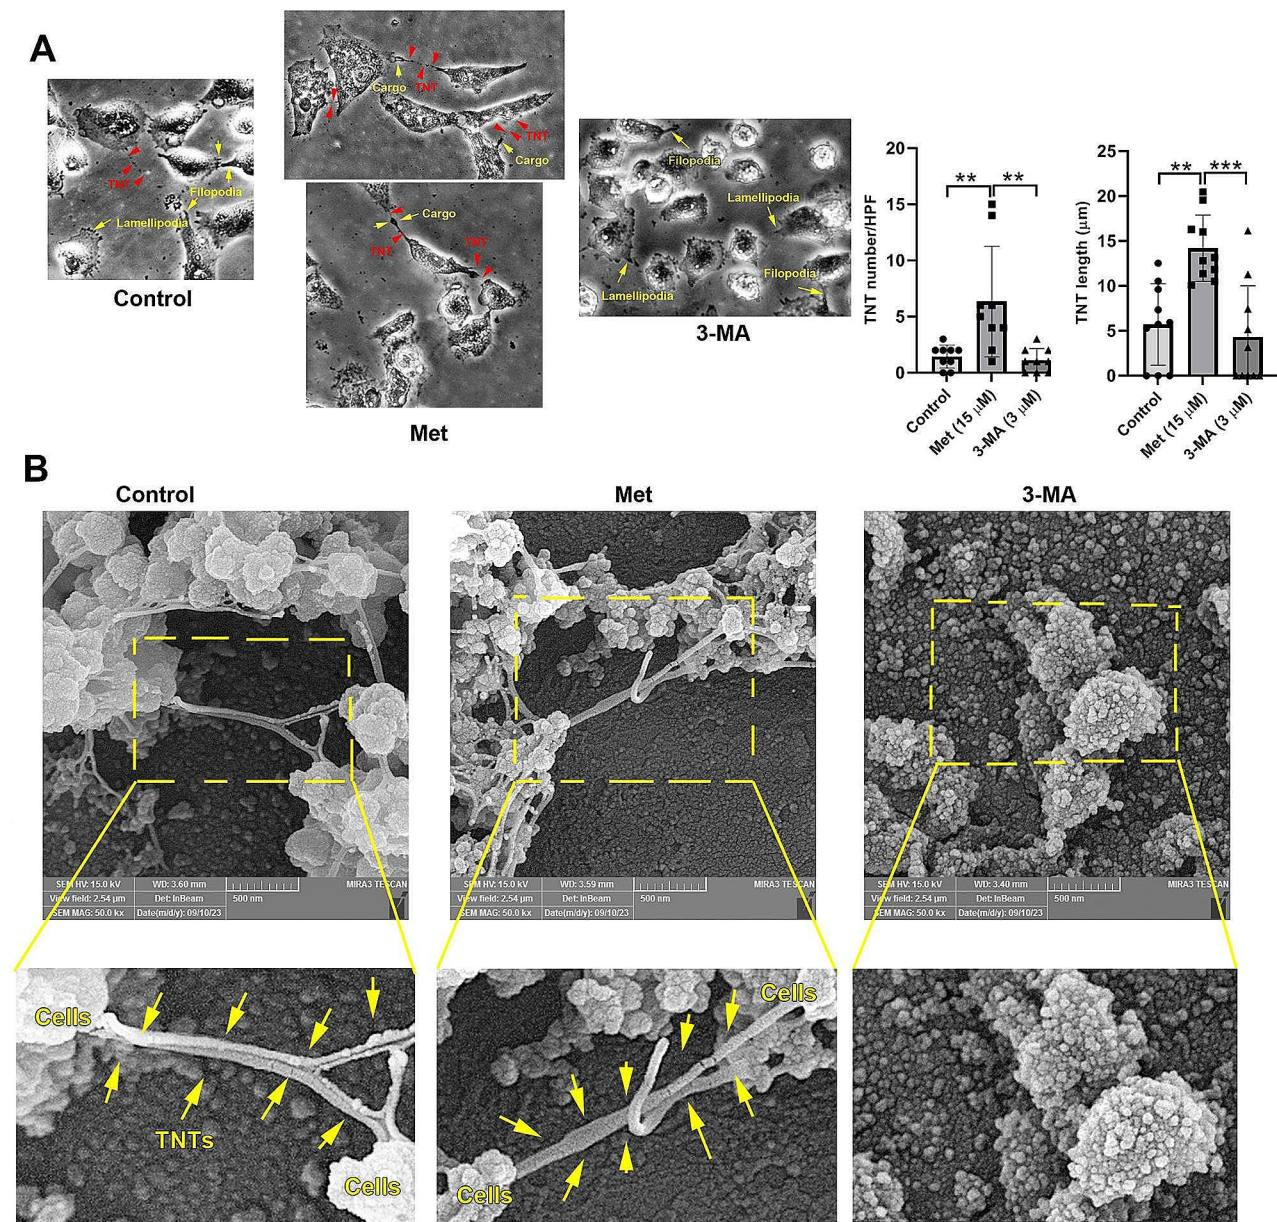 A
TNT
Filopodia
Lamellipodia
Control
Cargo
TNT
TNT
Cargo
Cargo
TNT
TNT
Met
Filopodia
Lamellipodia
Lamellipodia
Filopodia
3-MA
TNT number/HPF
20
15
10
5
0
** **
Control
Met (15 μM)
3-MA (3 μM)
TNT length (μm)
25
20
15
10
5
0
** ***
Control
Met (15 μM)
3-MA (3 μM)
B
Control
Met
3-MA
SEM HV: 15.0 kV WD: 3.60 mm MIRA3 TESCAN
View field: 2.54 μm Det: InBeam 500 nm
SEM MAG: 50.0 kx Date(m/d/y): 09/10/23
SEM HV: 15.0 kV WD: 3.59 mm MIRA3 TESCAN
View field: 2.54 μm Det: InBeam 500 nm
SEM MAG: 50.0 kx Date(m/d/y): 09/10/23
SEM HV: 15.0 kV WD: 3.40 mm MIRA3 TESCAN
View field: 2.54 μm Det: InBeam 500 nm
SEM MAG: 50.0 kx Date(m/d/y): 09/10/23
Cells
TNTs
Cells
Cells
Cells